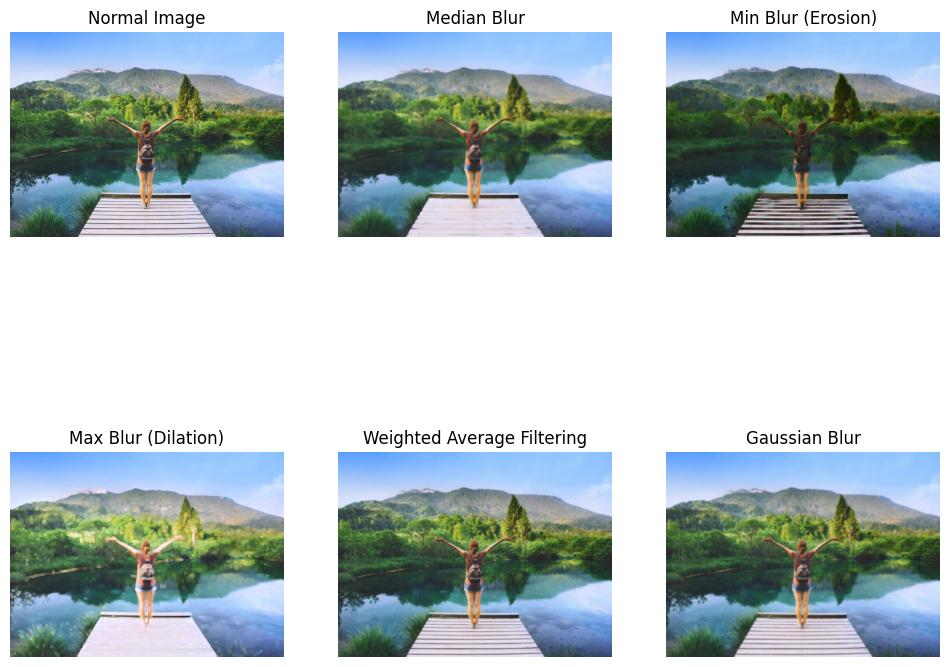 Normal Image
Median Blur
Min Blur (Erosion)
Max Blur (Dilation)
Weighted Average Filtering
Gaussian Blur